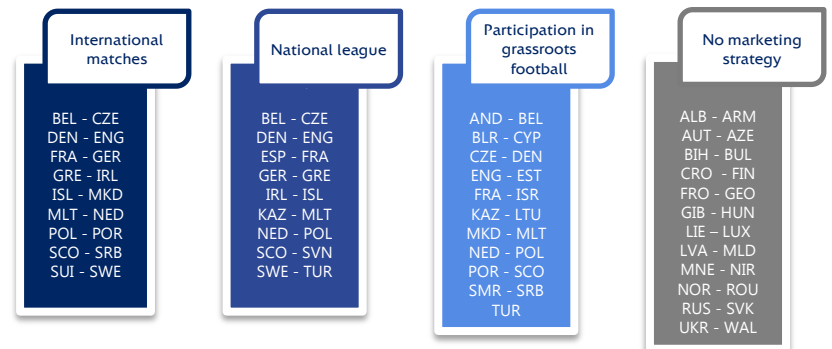 International
matches
BEL - CZE
DEN - ENG
FRA - GER
GRE - IRL
ISL - MKD
MLT - NED
POL - POR
SCO - SRB
SUI - SWE
National league
BEL - CZE
DEN - ENG
ESP - FRA
GER - GRE
IRL - ISL
KAZ - MLT
NED - POL
SCO - SVN
SWE - TUR
Participation in
grassroots
football
AND - BEL
BLR - CYP
CZE - DEN
ENG - EST
FRA - ISR
KAZ - LTU
MKD - MLT
NED - POL
POR - SCO
SMR - SRB
TUR
No marketing
strategy
ALB - ARM
AUT - AZE
BIH - BUL
CRO - FIN
FRO - GEO
GIB - HUN
LIE – LUX
LVA - MLD
MNE - NIR
NOR - ROU
RUS - SVK
UKR - WAL